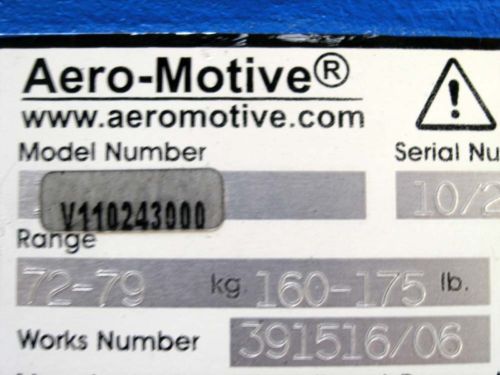 Aero-Motive®
www.aeromotive.com
Model Number Serial Nu
V110243000 10/2
Range
72-79 kg 160-175 lb.
Works Number 391516/06